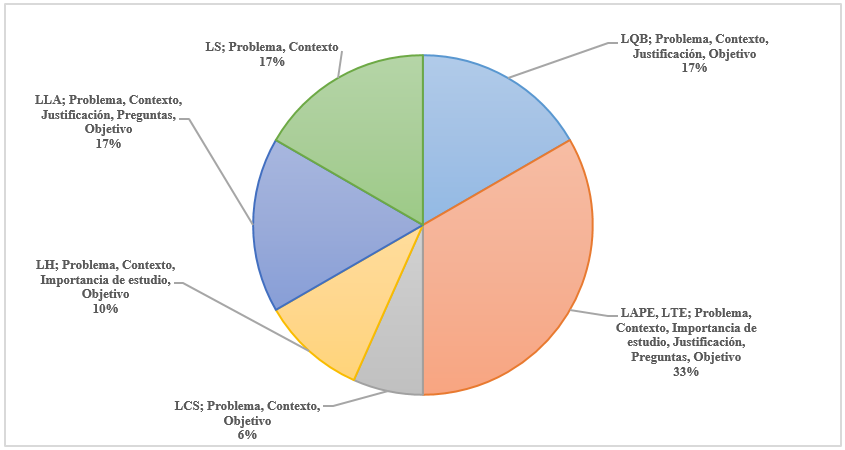 LS; Problema, Contexto
17%
LQB; Problema, Contexto,
Justificación, Objetivo
17%
LLA; Problema, Contexto,
Justificación, Preguntas,
Objetivo
17%
LH; Problema, Contexto,
Importancia de estudio,
Objetivo
10%
LAPE, LTE; Problema,
Contexto, Importancia de
estudio, Justificación,
Preguntas, Objetivo
33%
LCS; Problema, Contexto,
Objetivo
6%